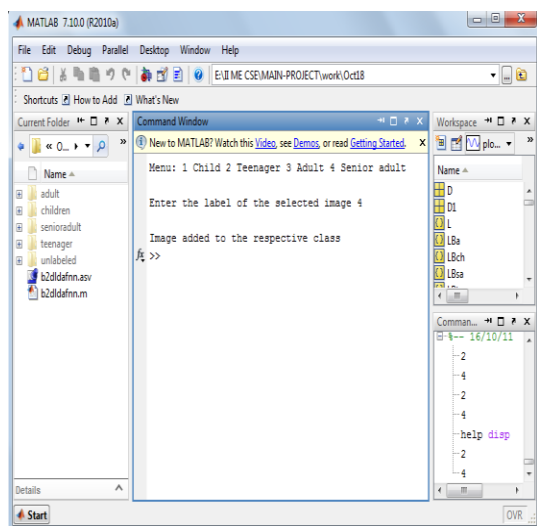 MATLAB 7.10.0 (R2010a)
File Edit Debug Parallel Desktop Window Help
E:\II ME CSE\MAIN-PROJECT\work\Oct18
Shortcuts How to Add What's New
Current Folder
« 0... »
Name
adult
children
senioradult
teenager
unlabeled
b2dldafnn.asv
b2dldafnn.m
Details
Command Window
New to MATLAB? Watch this Video, see Demos, or read Getting Started. X
Menu: 1 Child 2 Teenager 3 Adult 4 Senior adult
Enter the label of the selected image 4
Image added to the respective class
fx >>
Workspace
plo... »
Name
D
D1
L
LBa
LBch
LBsa
Comman...
%-- 16/10/11
2
4
2
4
help disp
2
4
Start
OVR